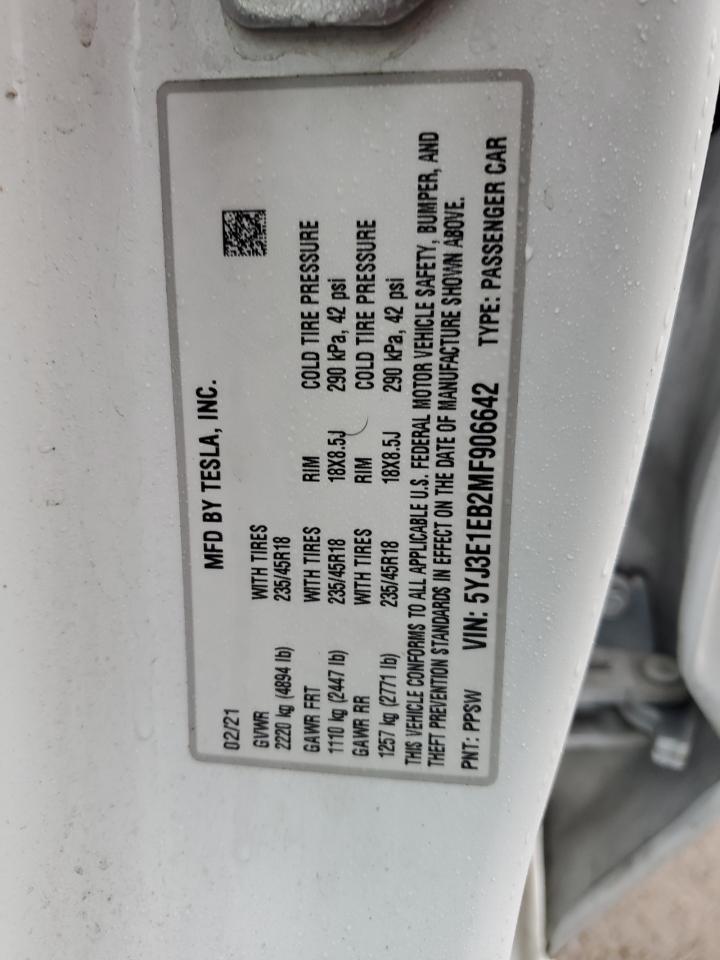 MFD BY TESLA, INC.
02/21
GVWR WITH TIRES
2220 kg (4894 lb) 235/45R18
GAWR FRT WITH TIRES RIM COLD TIRE PRESSURE
1110 kg (2447 lb) 235/45R18 18X8.5J 290 kPa, 42 psi
GAWR RR WITH TIRES RIM COLD TIRE PRESSURE
1257 kg (2771 lb) 235/45R18 18X8.5J 290 kPa, 42 psi
THIS VEHICLE CONFORMS TO ALL APPLICABLE U.S. FEDERAL MOTOR VEHICLE SAFETY, BUMPER, AND
THEFT PREVENTION STANDARDS IN EFFECT ON THE DATE OF MANUFACTURE SHOWN ABOVE.
PNT: PPSW VIN: 5YJ3E1EB2MF906642 TYPE: PASSENGER CAR